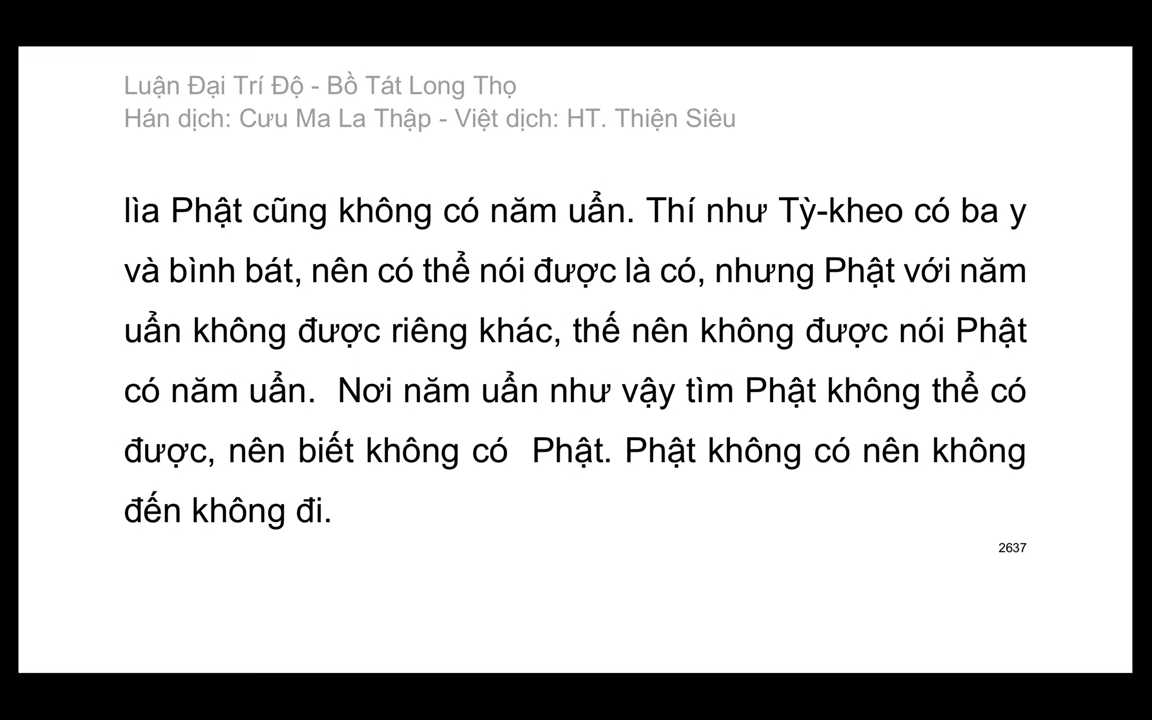 Luận Đại Trí Độ - Bồ Tát Long Thọ
Hán dịch: Cưu Ma La Thập - Việt dịch: HT. Thiện Siêu
lìa Phật cũng không có năm uẩn. Thí như Tỳ-kheo có ba y
và bình bát, nên có thể nói được là có, nhưng Phật với năm
uẩn không được riêng khác, thế nên không được nói Phật
có năm uẩn.  Nơi năm uẩn như vậy tìm Phật không thể có
được, nên biết không có  Phật. Phật không có nên không
đến không đi.
2637